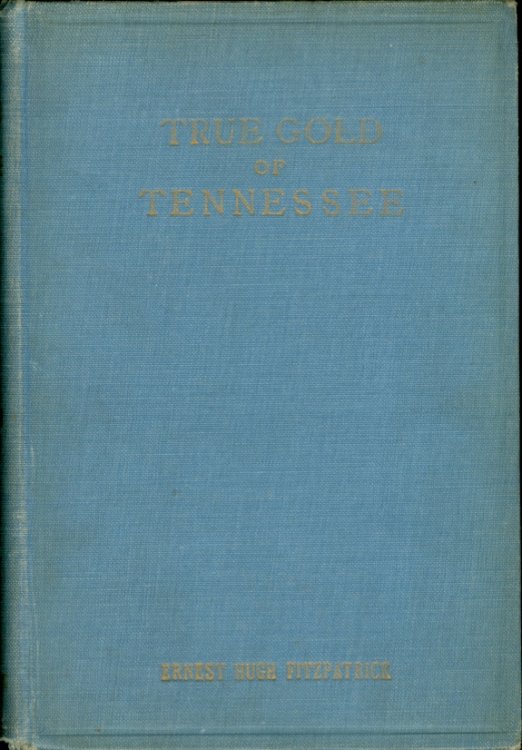 TRUE GOLD
OF
TENNESSEE
ERNEST HUGH FITZPATRICK